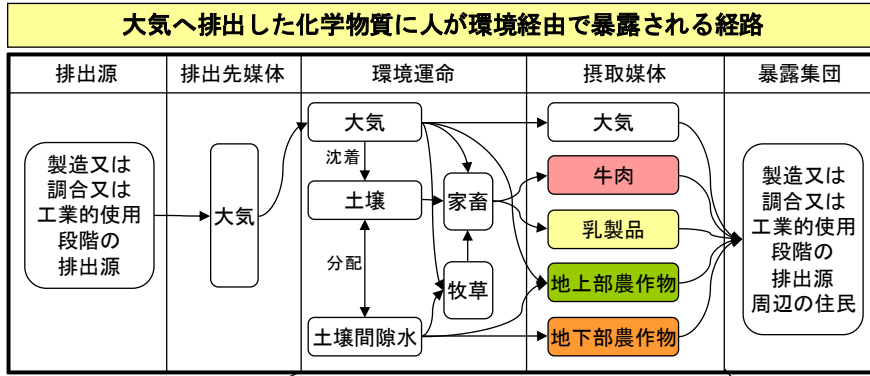 大気へ排出した化学物質に人が環境経由で暴露される経路
排出源
排出先媒体
環境運命
摂取媒体
暴露集団
製造又は
調合又は
工業的使用
段階の
排出源
大気
大気
沈着
土壌
分配
土壌間隙水
家畜
牧草
大気
牛肉
乳製品
地上部農作物
地下部農作物
製造又は
調合又は
工業的使用
段階の
排出源
周辺の住民